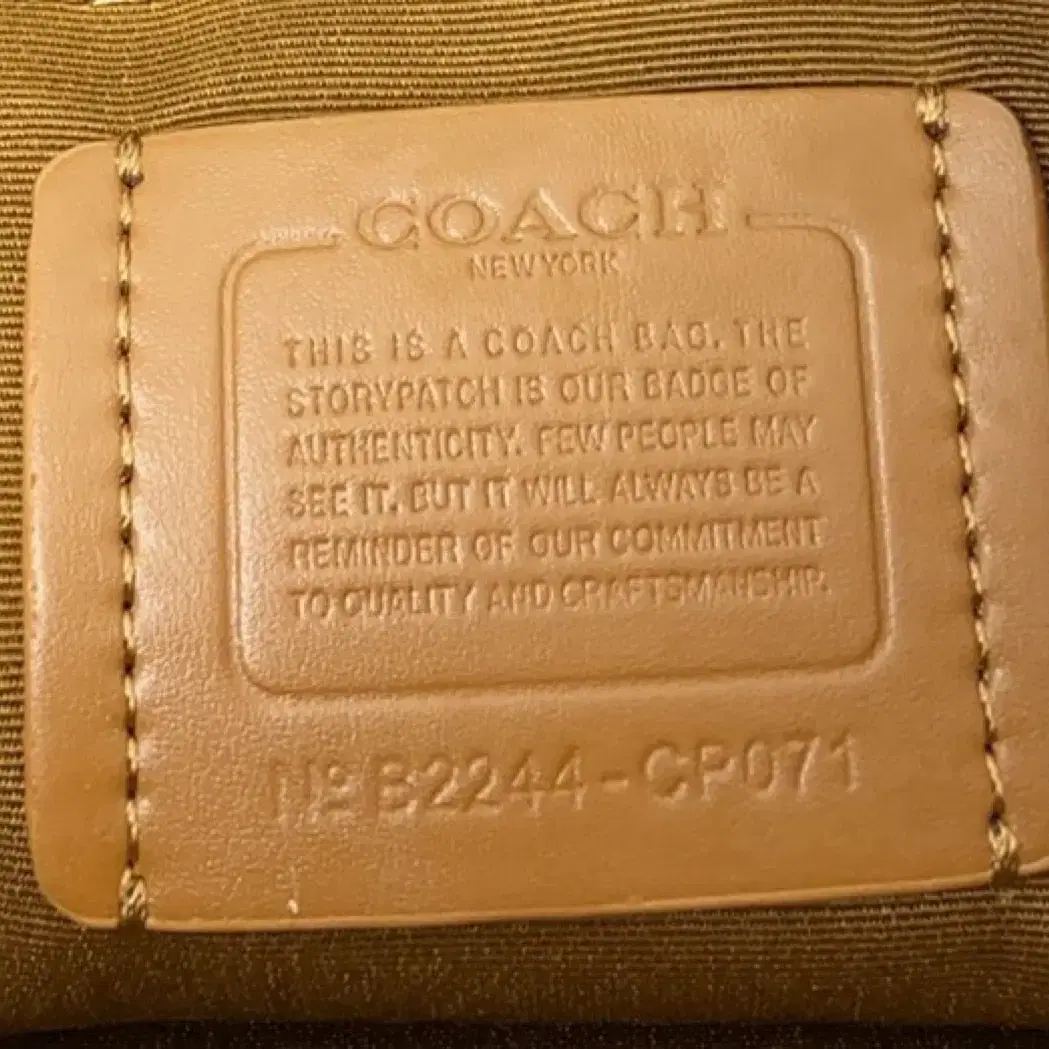 COACH
NEW YORK
THIS IS A COACH BAG. THE
STORYPATCH IS OUR BADGE OF
AUTHENTICITY. FEW PEOPLE MAY
SEE IT. BUT IT WILL ALWAYS BE A
REMINDER OF OUR COMMITMENT
TO QUALITY AND CRAFTSMANSHIP.
№ B2244-CP071